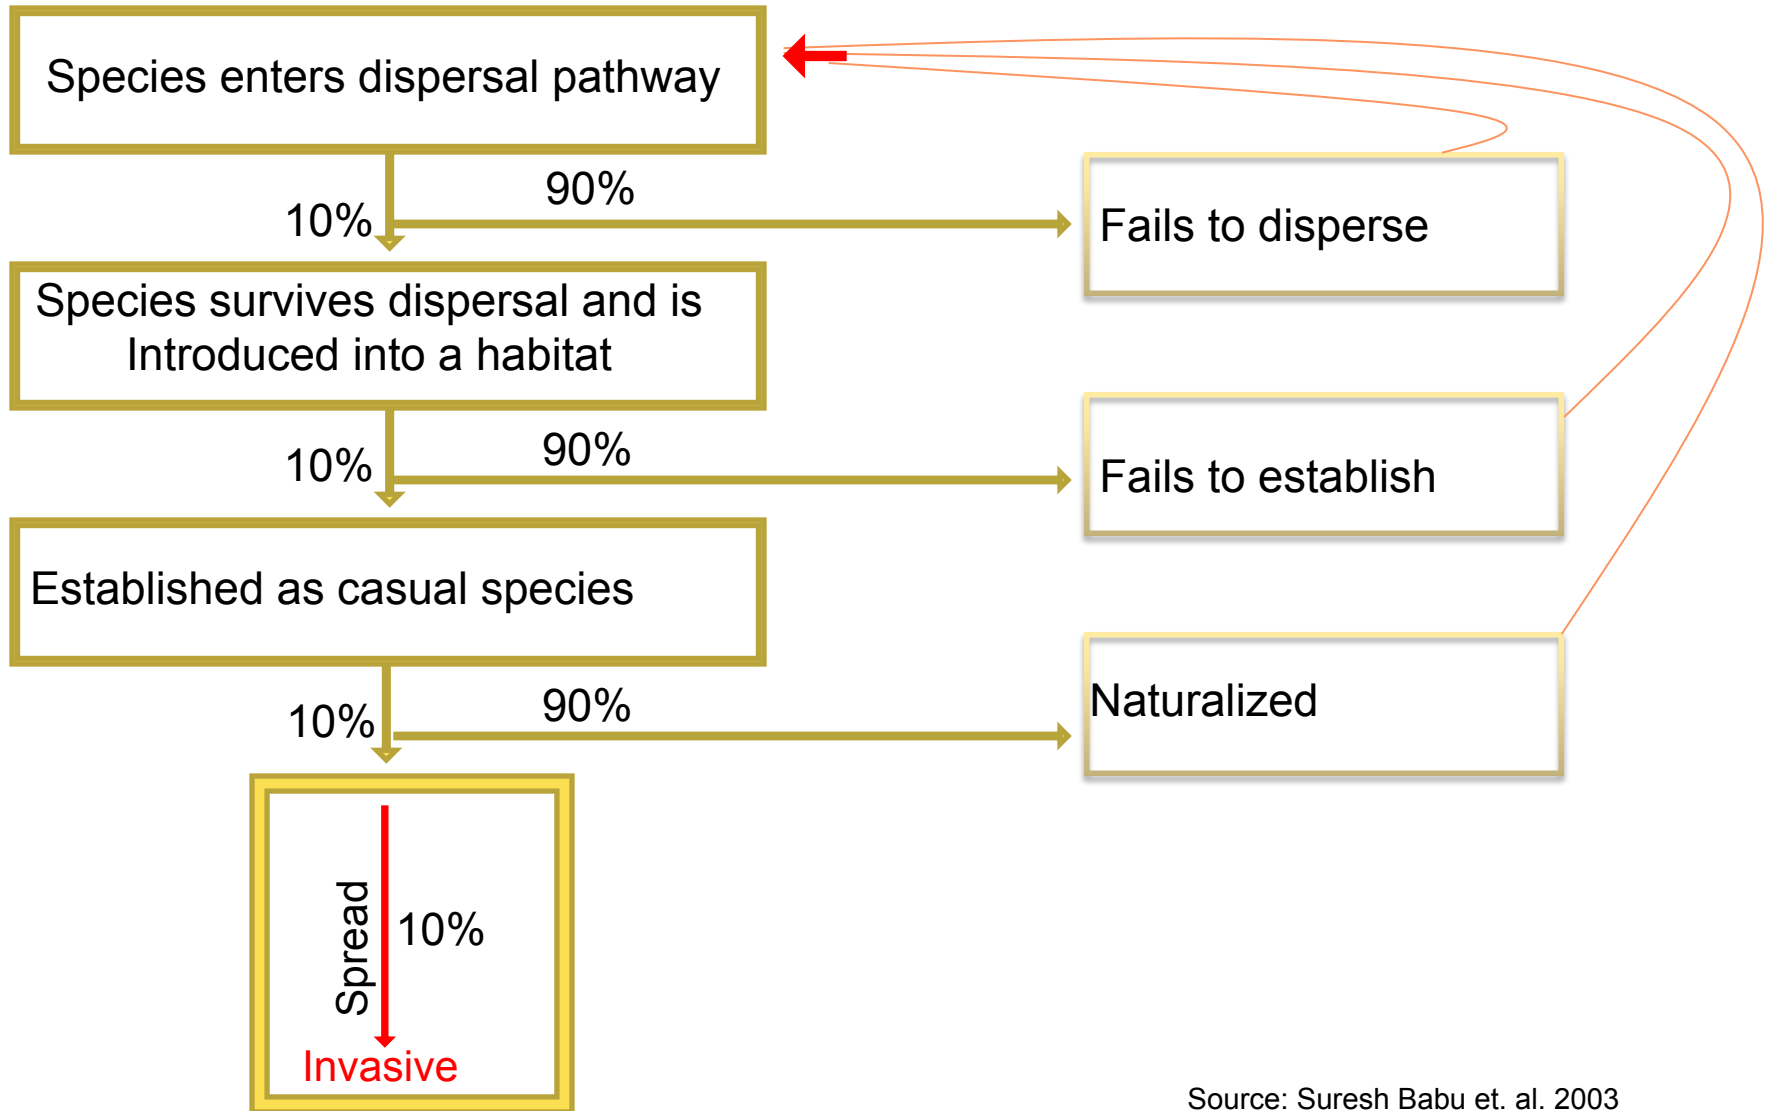 Species enters dispersal pathway
90%
10%
Fails to disperse
Species survives dispersal and is
Introduced into a habitat
90%
10%
Fails to establish
Established as casual species
90%
10%
Naturalized
Spread
10%
Invasive
Source: Suresh Babu et. al. 2003